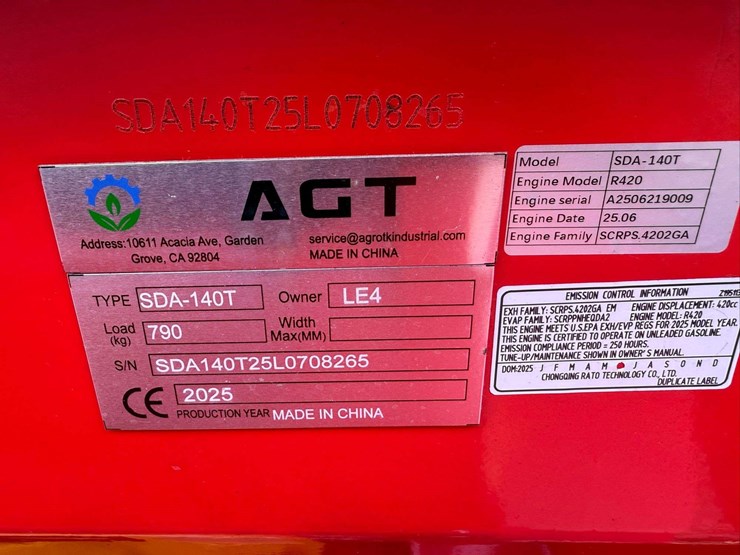 SDA140T25L0708265
AGT
Address:10611 Acacia Ave, Garden
Grove, CA 92804
service@agrotkindustrial.com
MADE IN CHINA
TYPE SDA-140T Owner LE4
Load (kg) 790 Width Max(MM)
S/N SDA140T25L0708265
CE 2025
PRODUCTION YEAR MADE IN CHINA
Model SDA-140T
Engine Model R420
Engine serial A2506219009
Engine Date 25.06
Engine Family SCRPS.4202GA
EMISSION CONTROL INFORMATION
EXH FAMILY: SCRPS.4202GA EM ENGINE DISPLACEMENT: 420cc
EVAP FAMILY: SCRPPNHEQDA2 ENGINE MODEL: R420
THIS ENGINE MEETS U.S.EPA EXH/EVP REGS FOR 2025 MODEL YEAR.
THIS ENGINE IS CERTIFIED TO OPERATE ON UNLEADED GASOLINE.
EMISSION COMPLIANCE PERIOD = 250 HOURS.
TUNE-UP/MAINTENANCE SHOWN IN OWNER'S MANUAL.
DOM:2025 J F M A M J A S O N D
CHONGQING RATO TECHNOLOGY CO., LTD.
DUPLICATE LABEL